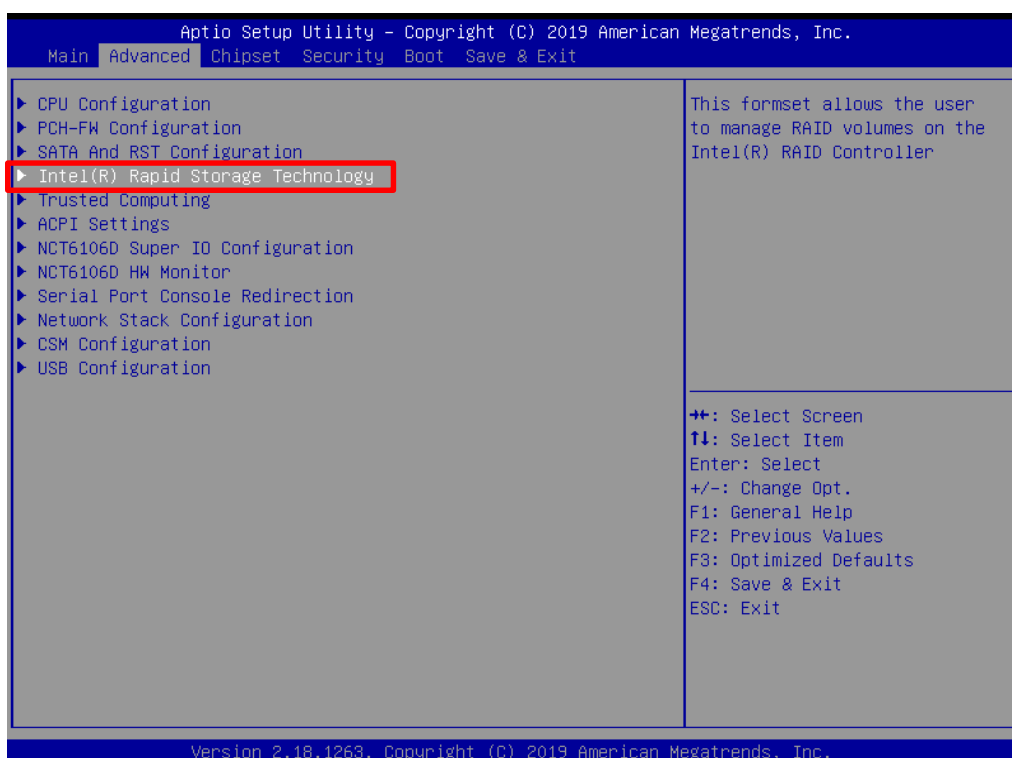 Aptio Setup Utility – Copyright (C) 2019 American Megatrends, Inc.
Main Advanced Chipset Security Boot Save & Exit
CPU Configuration
PCH-FW Configuration
SATA And RST Configuration
Intel(R) Rapid Storage Technology
Trusted Computing
ACPI Settings
NCT6106D Super IO Configuration
NCT6106D HW Monitor
Serial Port Console Redirection
Network Stack Configuration
CSM Configuration
USB Configuration
This formset allows the user
to manage RAID volumes on the
Intel(R) RAID Controller
→←: Select Screen
↑↓: Select Item
Enter: Select
+/-: Change Opt.
F1: General Help
F2: Previous Values
F3: Optimized Defaults
F4: Save & Exit
ESC: Exit
Version 2.18.1263. Copyright (C) 2019 American Megatrends, Inc.